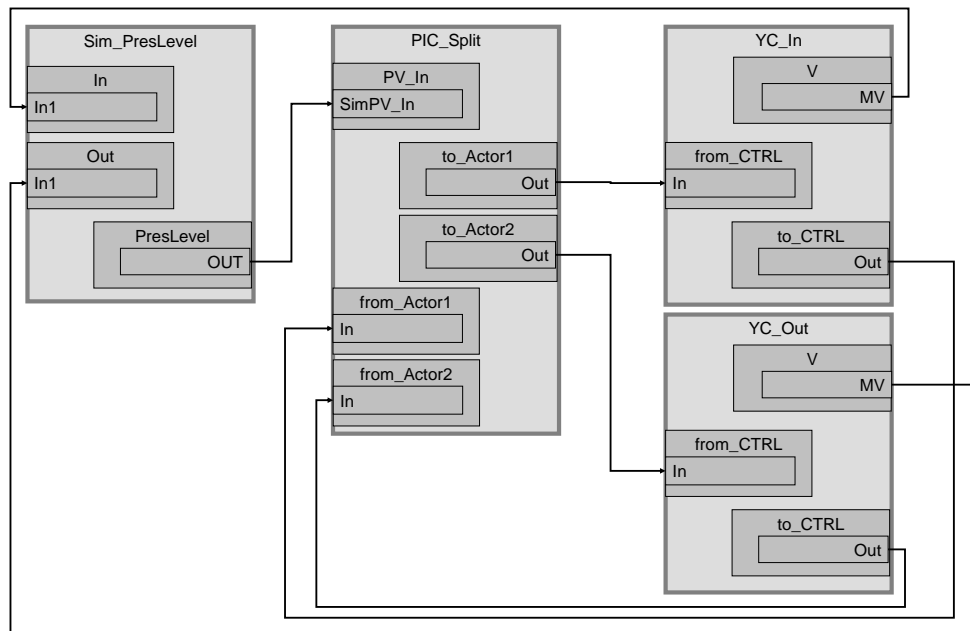 Sim_PresLevel
In
In1
Out
In1
PresLevel
OUT
PIC_Split
PV_In
SimPV_In
to_Actor1
Out
to_Actor2
Out
from_Actor1
In
from_Actor2
In
YC_In
V
MV
from_CTRL
In
to_CTRL
Out
YC_Out
V
MV
from_CTRL
In
to_CTRL
Out